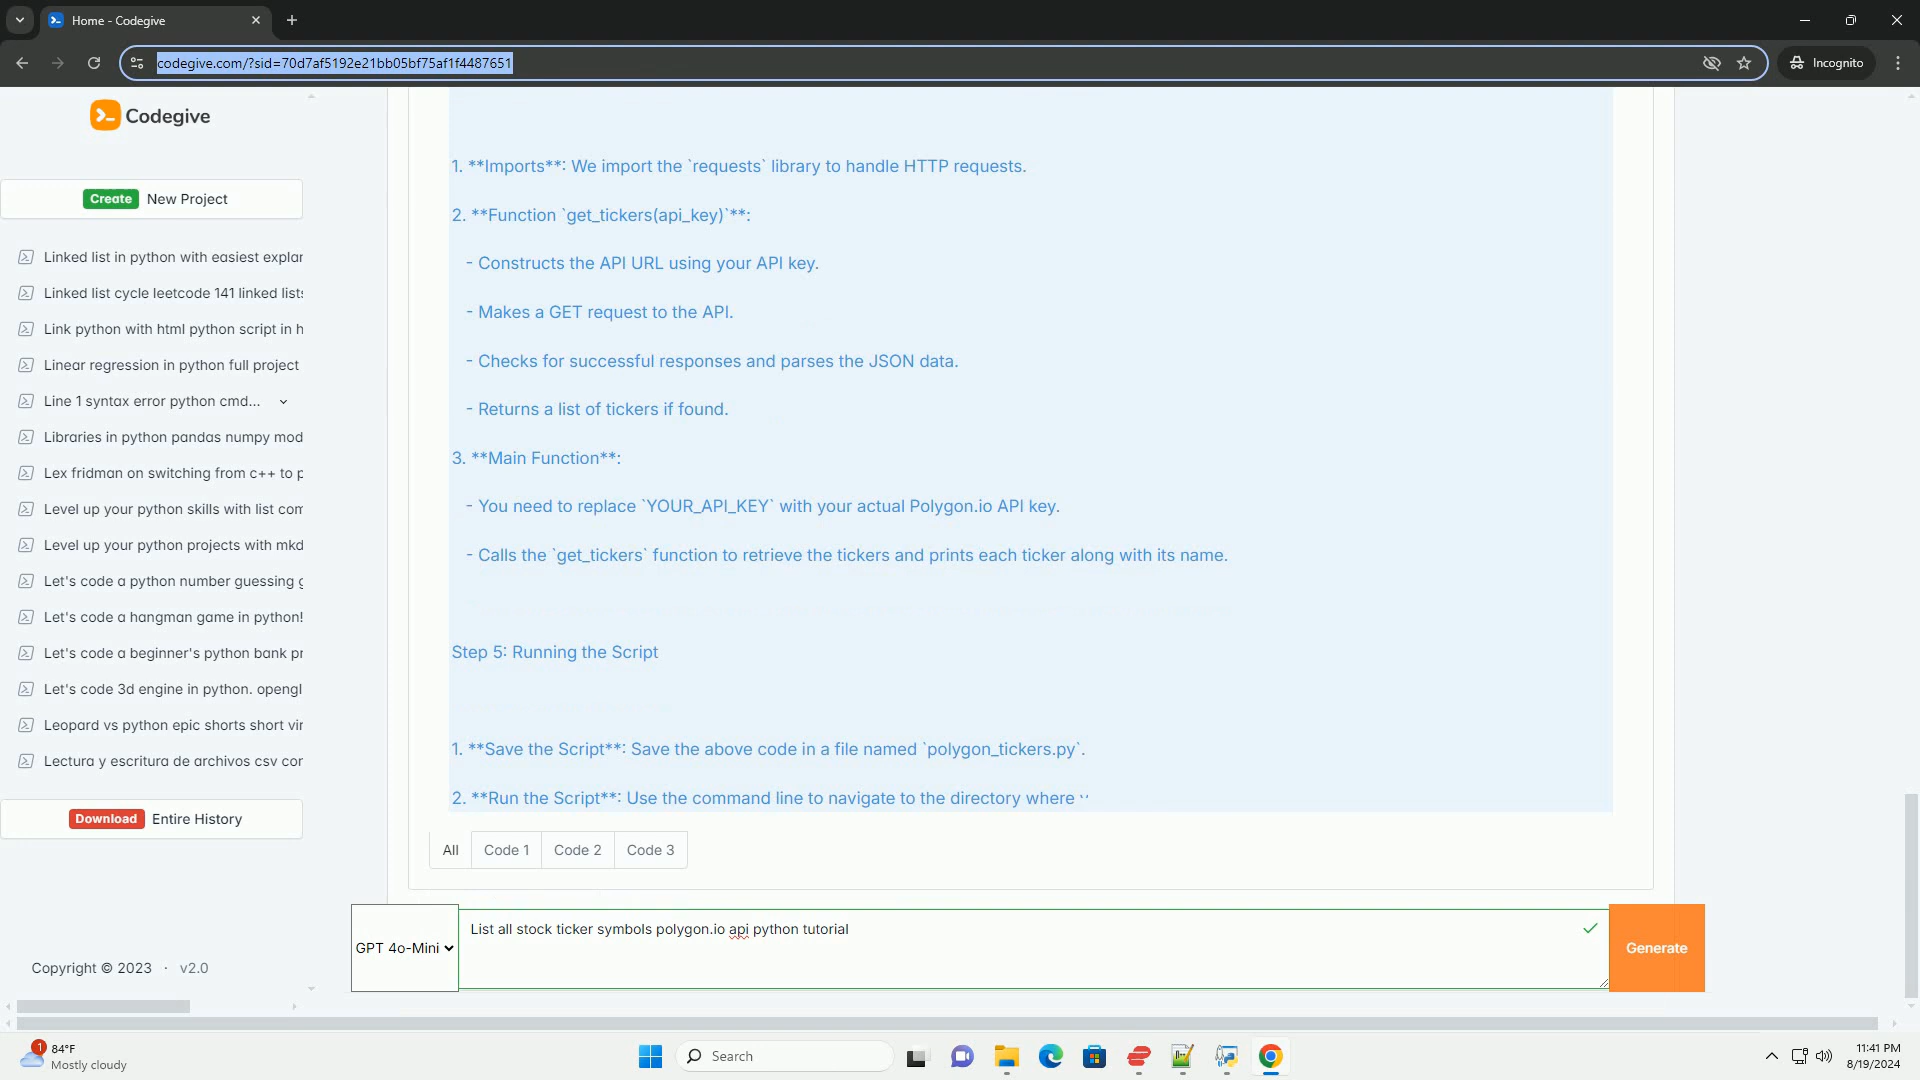 Home - Codegive
codegive.com/?sid=70d7af5192e21bb05bf75af1f4487651
Incognito
Codegive
Create New Project
Linked list in python with easiest explar
Linked list cycle leetcode 141 linked lists
Link python with html python script in h
Linear regression in python full project
Line 1 syntax error python cmd...
Libraries in python pandas numpy mod
Lex fridman on switching from c++ to p
Level up your python skills with list com
Level up your python projects with mkd
Let's code a python number guessing g
Let's code a hangman game in python!
Let's code a beginner's python bank pr
Let's code 3d engine in python. opengl
Leopard vs python epic shorts short vir
Lectura y escritura de archivos csv cor
Download Entire History
Copyright © 2023 · v2.0
1. **Imports**: We import the `requests` library to handle HTTP requests.
2. **Function `get_tickers(api_key)`**:
- Constructs the API URL using your API key.
- Makes a GET request to the API.
- Checks for successful responses and parses the JSON data.
- Returns a list of tickers if found.
3. **Main Function**:
- You need to replace `YOUR_API_KEY` with your actual Polygon.io API key.
- Calls the `get_tickers` function to retrieve the tickers and prints each ticker along with its name.
Step 5: Running the Script
1. **Save the Script**: Save the above code in a file named `polygon_tickers.py`.
2. **Run the Script**: Use the command line to navigate to the directory where
All Code 1 Code 2 Code 3
GPT 4o-Mini
List all stock ticker symbols polygon.io api python tutorial
Generate
1
84°F
Mostly cloudy
Search
11:41 PM
8/19/2024